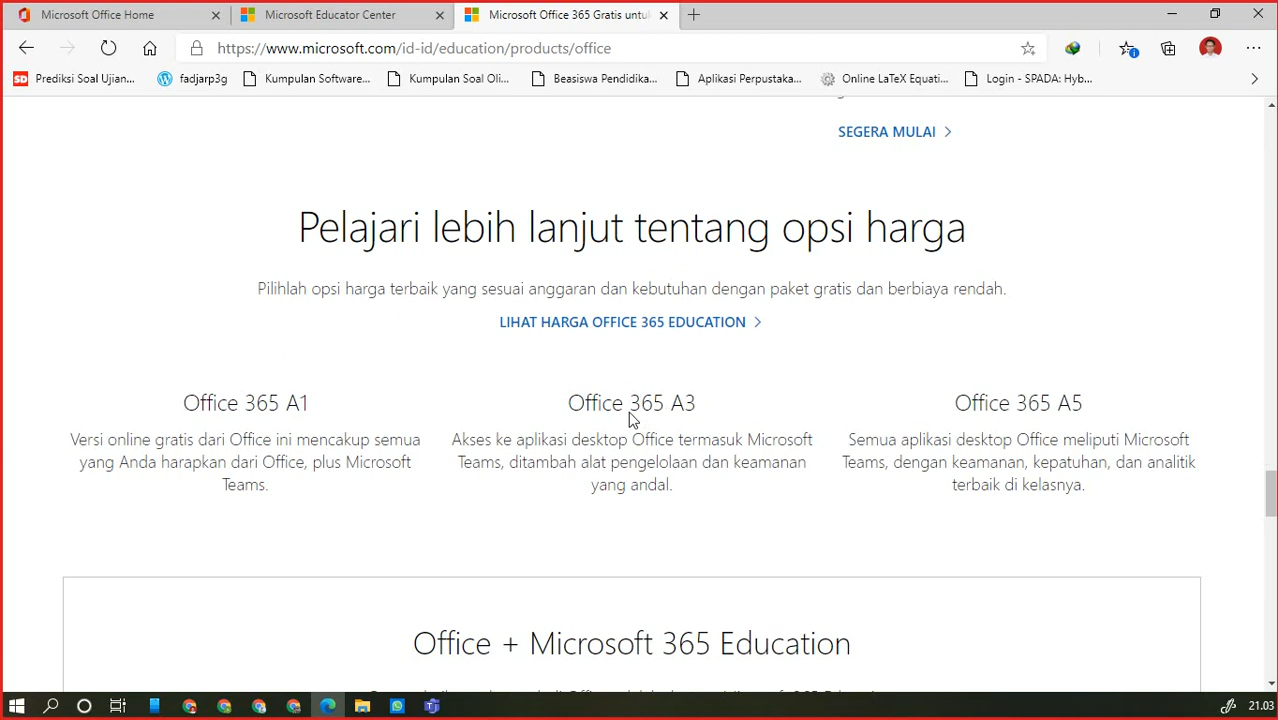 Microsoft Office Home
Microsoft Educator Center
Microsoft Office 365 Gratis untu
https://www.microsoft.com/id-id/education/products/office
SD Prediksi Soal Ujian...
fadjarp3g
Kumpulan Software...
Kumpulan Soal Oli...
Beasiswa Pendidika...
Aplikasi Perpustaka...
Online LaTeX Equati...
Login - SPADA: Hyb...
SEGERA MULAI
Pelajari lebih lanjut tentang opsi harga
Pilihlah opsi harga terbaik yang sesuai anggaran dan kebutuhan dengan paket gratis dan berbiaya rendah.
LIHAT HARGA OFFICE 365 EDUCATION
Office 365 A1
Versi online gratis dari Office ini mencakup semua
yang Anda harapkan dari Office, plus Microsoft
Teams.
Office 365 A3
Akses ke aplikasi desktop Office termasuk Microsoft
Teams, ditambah alat pengelolaan dan keamanan
yang andal.
Office 365 A5
Semua aplikasi desktop Office meliputi Microsoft
Teams, dengan keamanan, kepatuhan, dan analitik
terbaik di kelasnya.
Office + Microsoft 365 Education
21.03